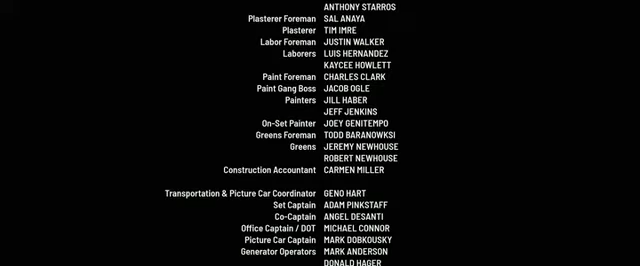 ANTHONY STARROS
Plasterer Foreman SAL ANAYA
Plasterer TIM IMRE
Labor Foreman JUSTIN WALKER
Laborers LUIS HERNANDEZ
KAYCEE HOWLETT
Paint Foreman CHARLES CLARK
Paint Gang Boss JACOB OGLE
Painters JILL HABER
JEFF JENKINS
On-Set Painter JOEY GENITEMPO
Greens Foreman TODD BARANOWKSI
Greens JEREMY NEWHOUSE
ROBERT NEWHOUSE
Construction Accountant CARMEN MILLER
Transportation & Picture Car Coordinator GENO HART
Set Captain ADAM PINKSTAFF
Co-Captain ANGEL DESANTI
Office Captain / DOT MICHAEL CONNOR
Picture Car Captain MARK DOBKOUSKY
Generator Operators MARK ANDERSON
DONALD HAGER